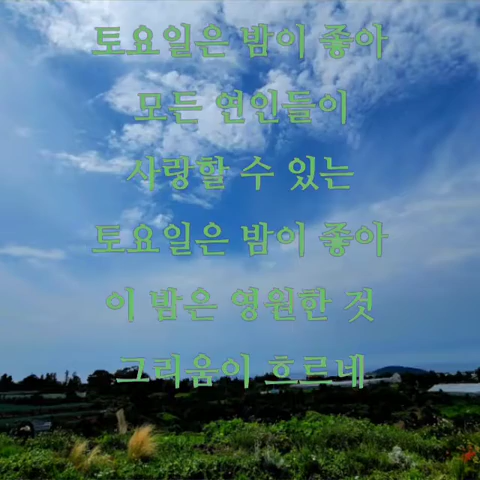 토요일은 밤이 좋아
모든 연인들이
사랑할 수 있는
토요일은 밤이 좋아
이 밤은 영원한 것
그리움이 흐르네